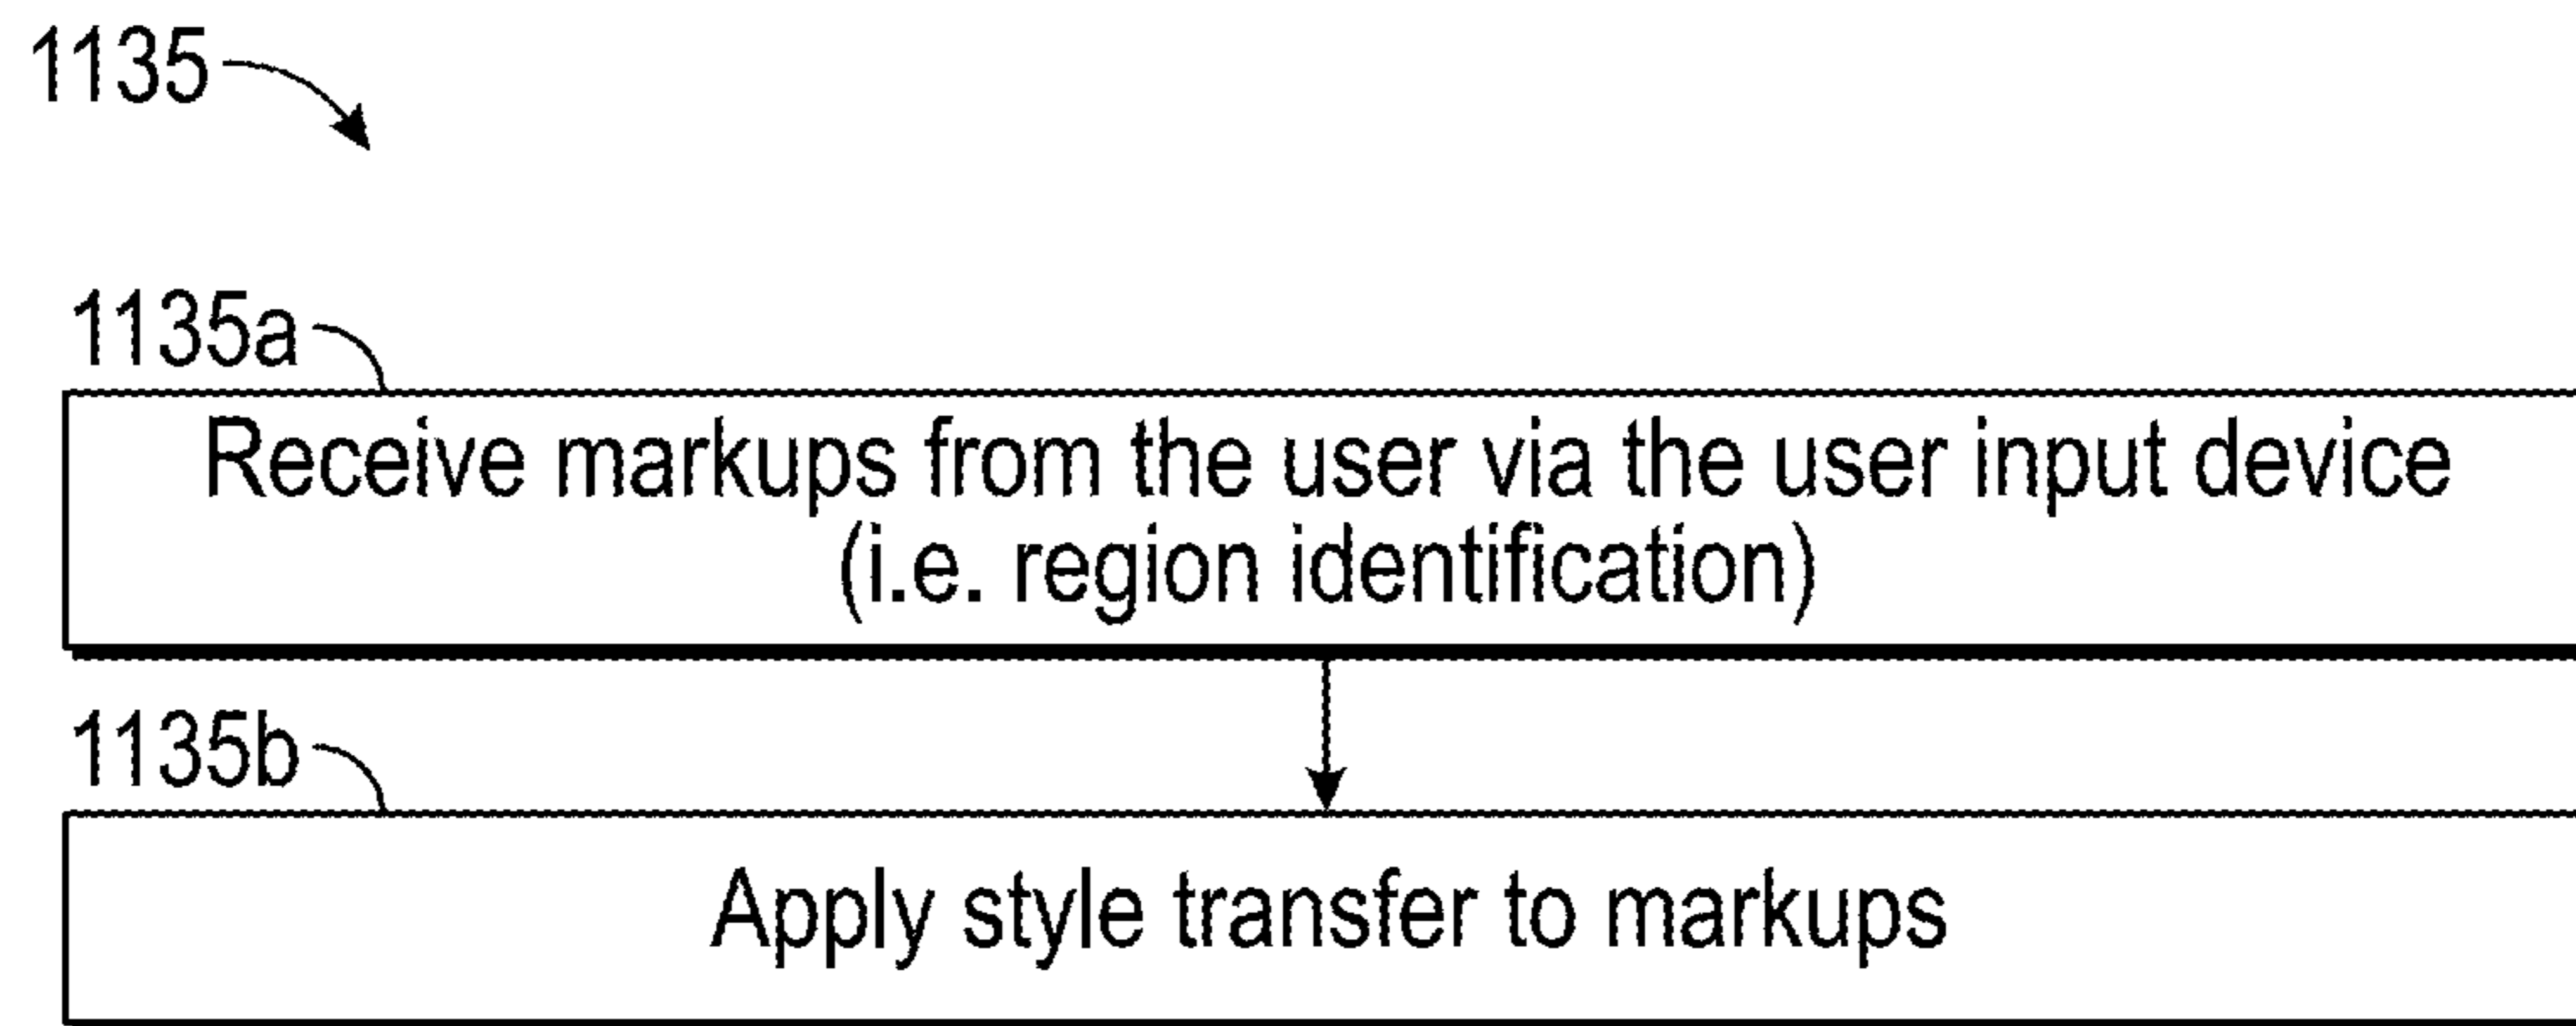 1135
1135a
Receive markups from the user via the user input device
(i.e. region identification)
1135b
Apply style transfer to markups